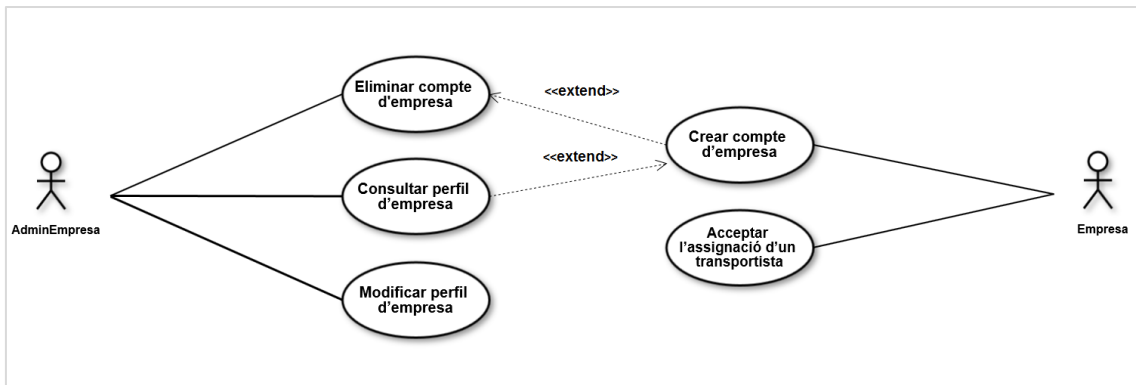 Eliminar compte
d'empresa
<<extend>>
Crear compte
d’empresa
<<extend>>
Consultar perfil
d’empresa
AdminEmpresa
Empresa
Acceptar
l’assignació d’un
transportista
Modificar perfil
d’empresa